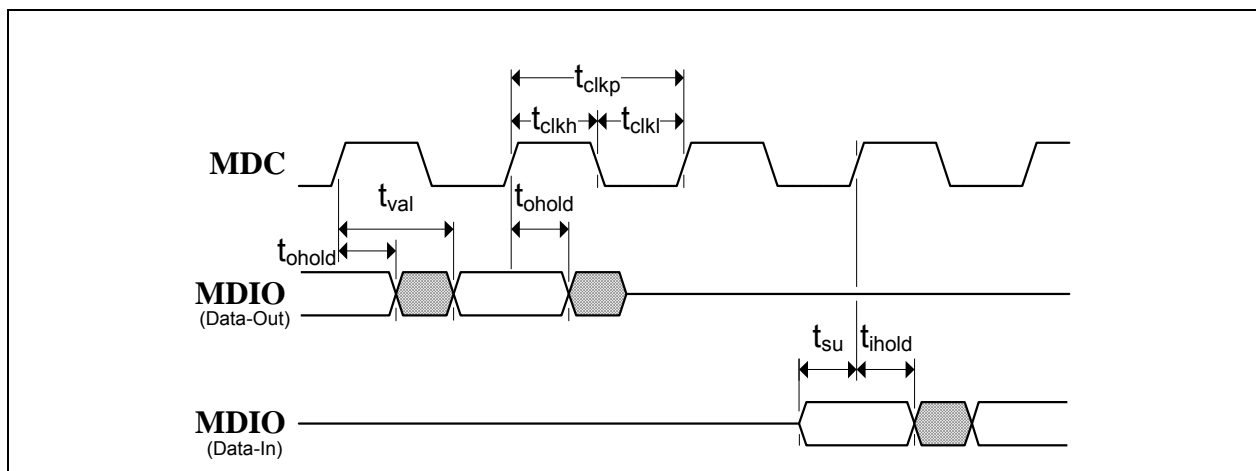 tclkp
tclkh tclkl
MDC
tval tohold
tohold
MDIO
(Data-Out)
tsu tihold
MDIO
(Data-In)